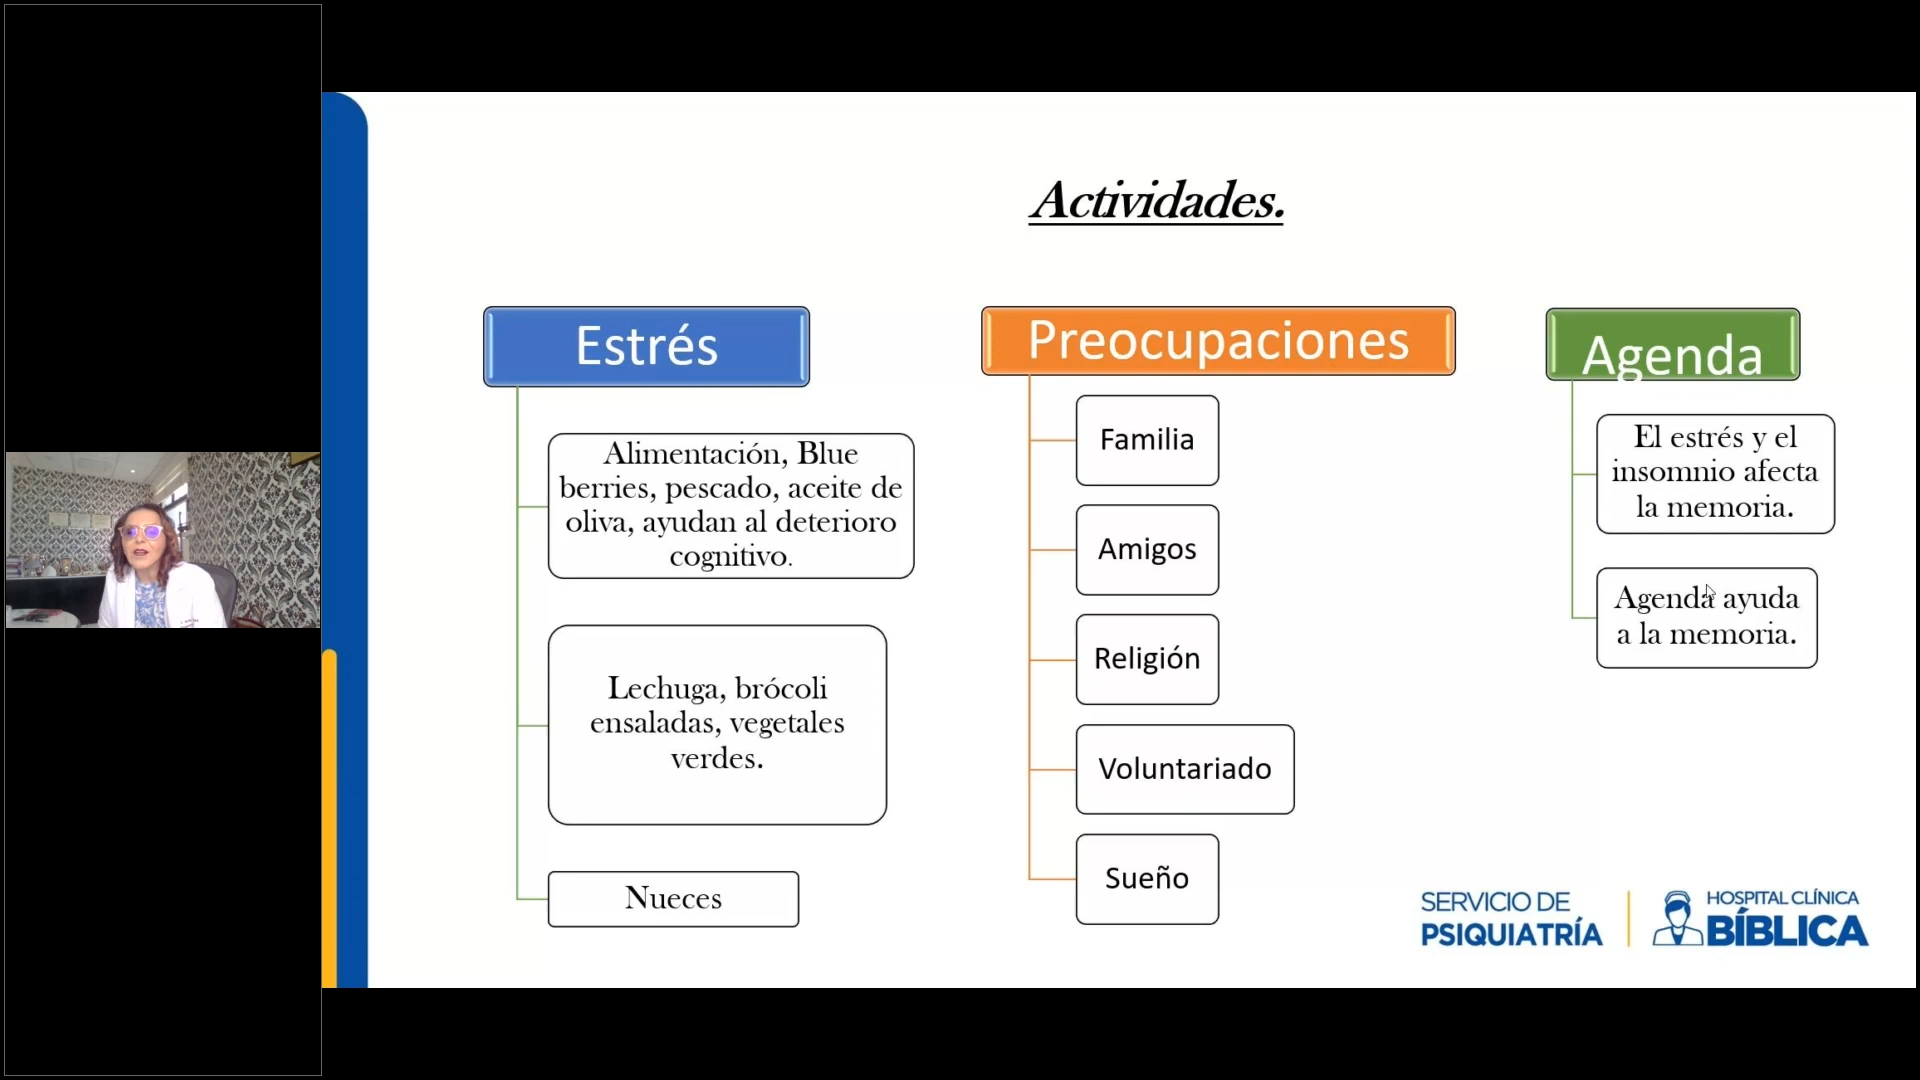 Actividades.
Estrés
Alimentación, Blue
berries, pescado, aceite de
oliva, ayudan al deterioro
cognitivo.
Lechuga, brócoli
ensaladas, vegetales
verdes.
Nueces
Preocupaciones
Familia
Amigos
Religión
Voluntariado
Sueño
Agenda
El estrés y el
insomnio afecta
la memoria.
Agenda ayuda
a la memoria.
SERVICIO DE
PSIQUIATRÍA
HOSPITAL CLÍNICA
BÍBLICA